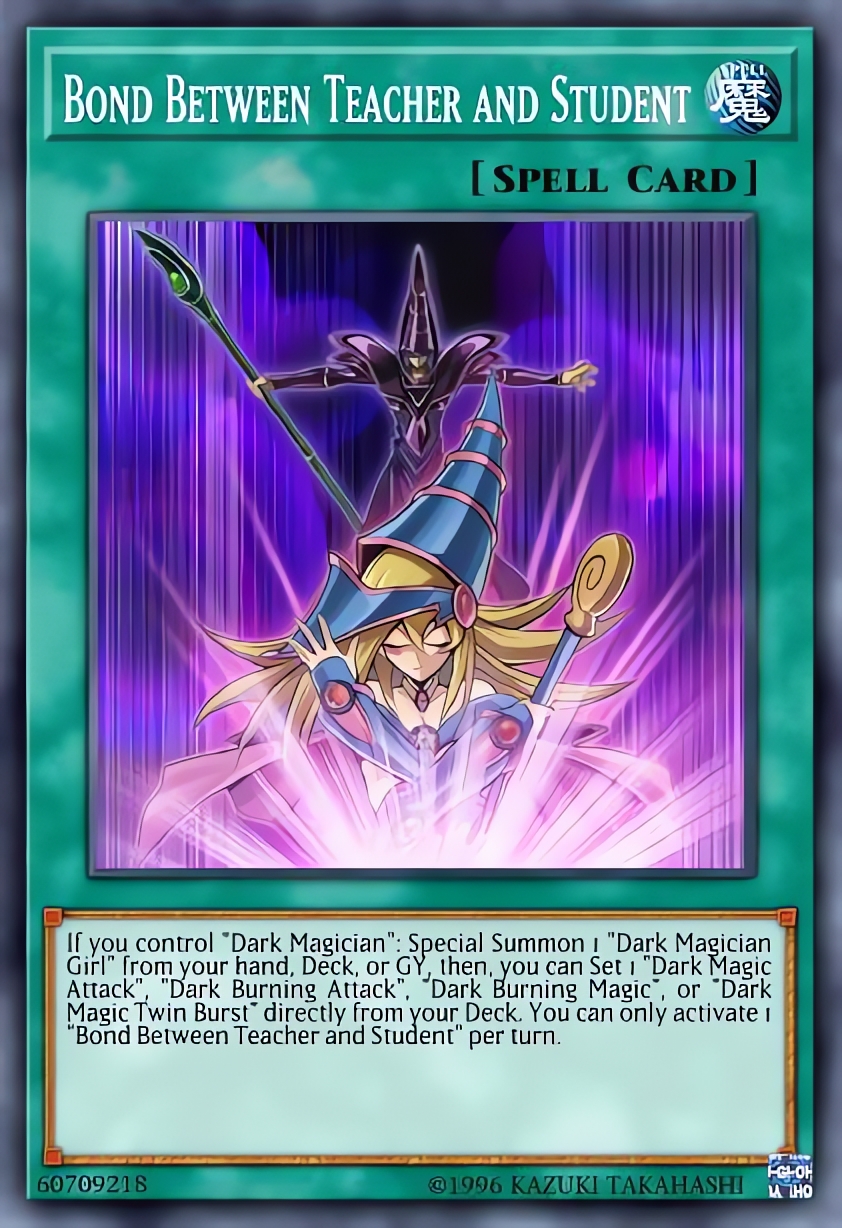 BOND BETWEEN TEACHER AND STUDENT
魔
[SPELL CARD]
If you control "Dark Magician": Special Summon 1 "Dark Magician
Girl" from your hand, Deck, or GY, then, you can Set 1 "Dark Magic
Attack", "Dark Burning Attack", "Dark Burning Magic", or "Dark
Magic Twin Burst" directly from your Deck. You can only activate 1
"Bond Between Teacher and Student" per turn.
60709218
©1996 KAZUKI TAKAHASHI